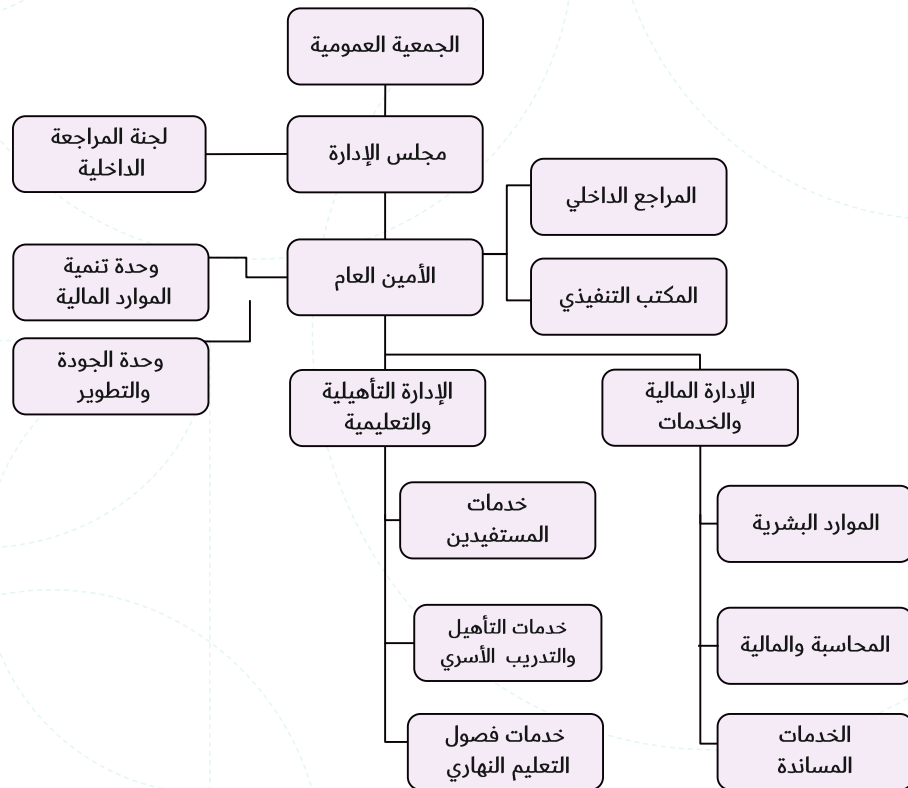 الجمعية العمومية
مجلس الإدارة
لجنة المراجعة
الداخلية
المراجع الداخلي
الأمين العام
وحدة تنمية
الموارد المالية
المكتب التنفيذي
وحدة الجودة
والتطوير
الإدارة المالية
والخدمات
الإدارة التأهيلية
والتعليمية
الموارد البشرية
خدمات
المستفيدين
المحاسبة والمالية
خدمات التأهيل
والتدريب الأسري
الخدمات
المساندة
خدمات فصول
التعليم النهاري